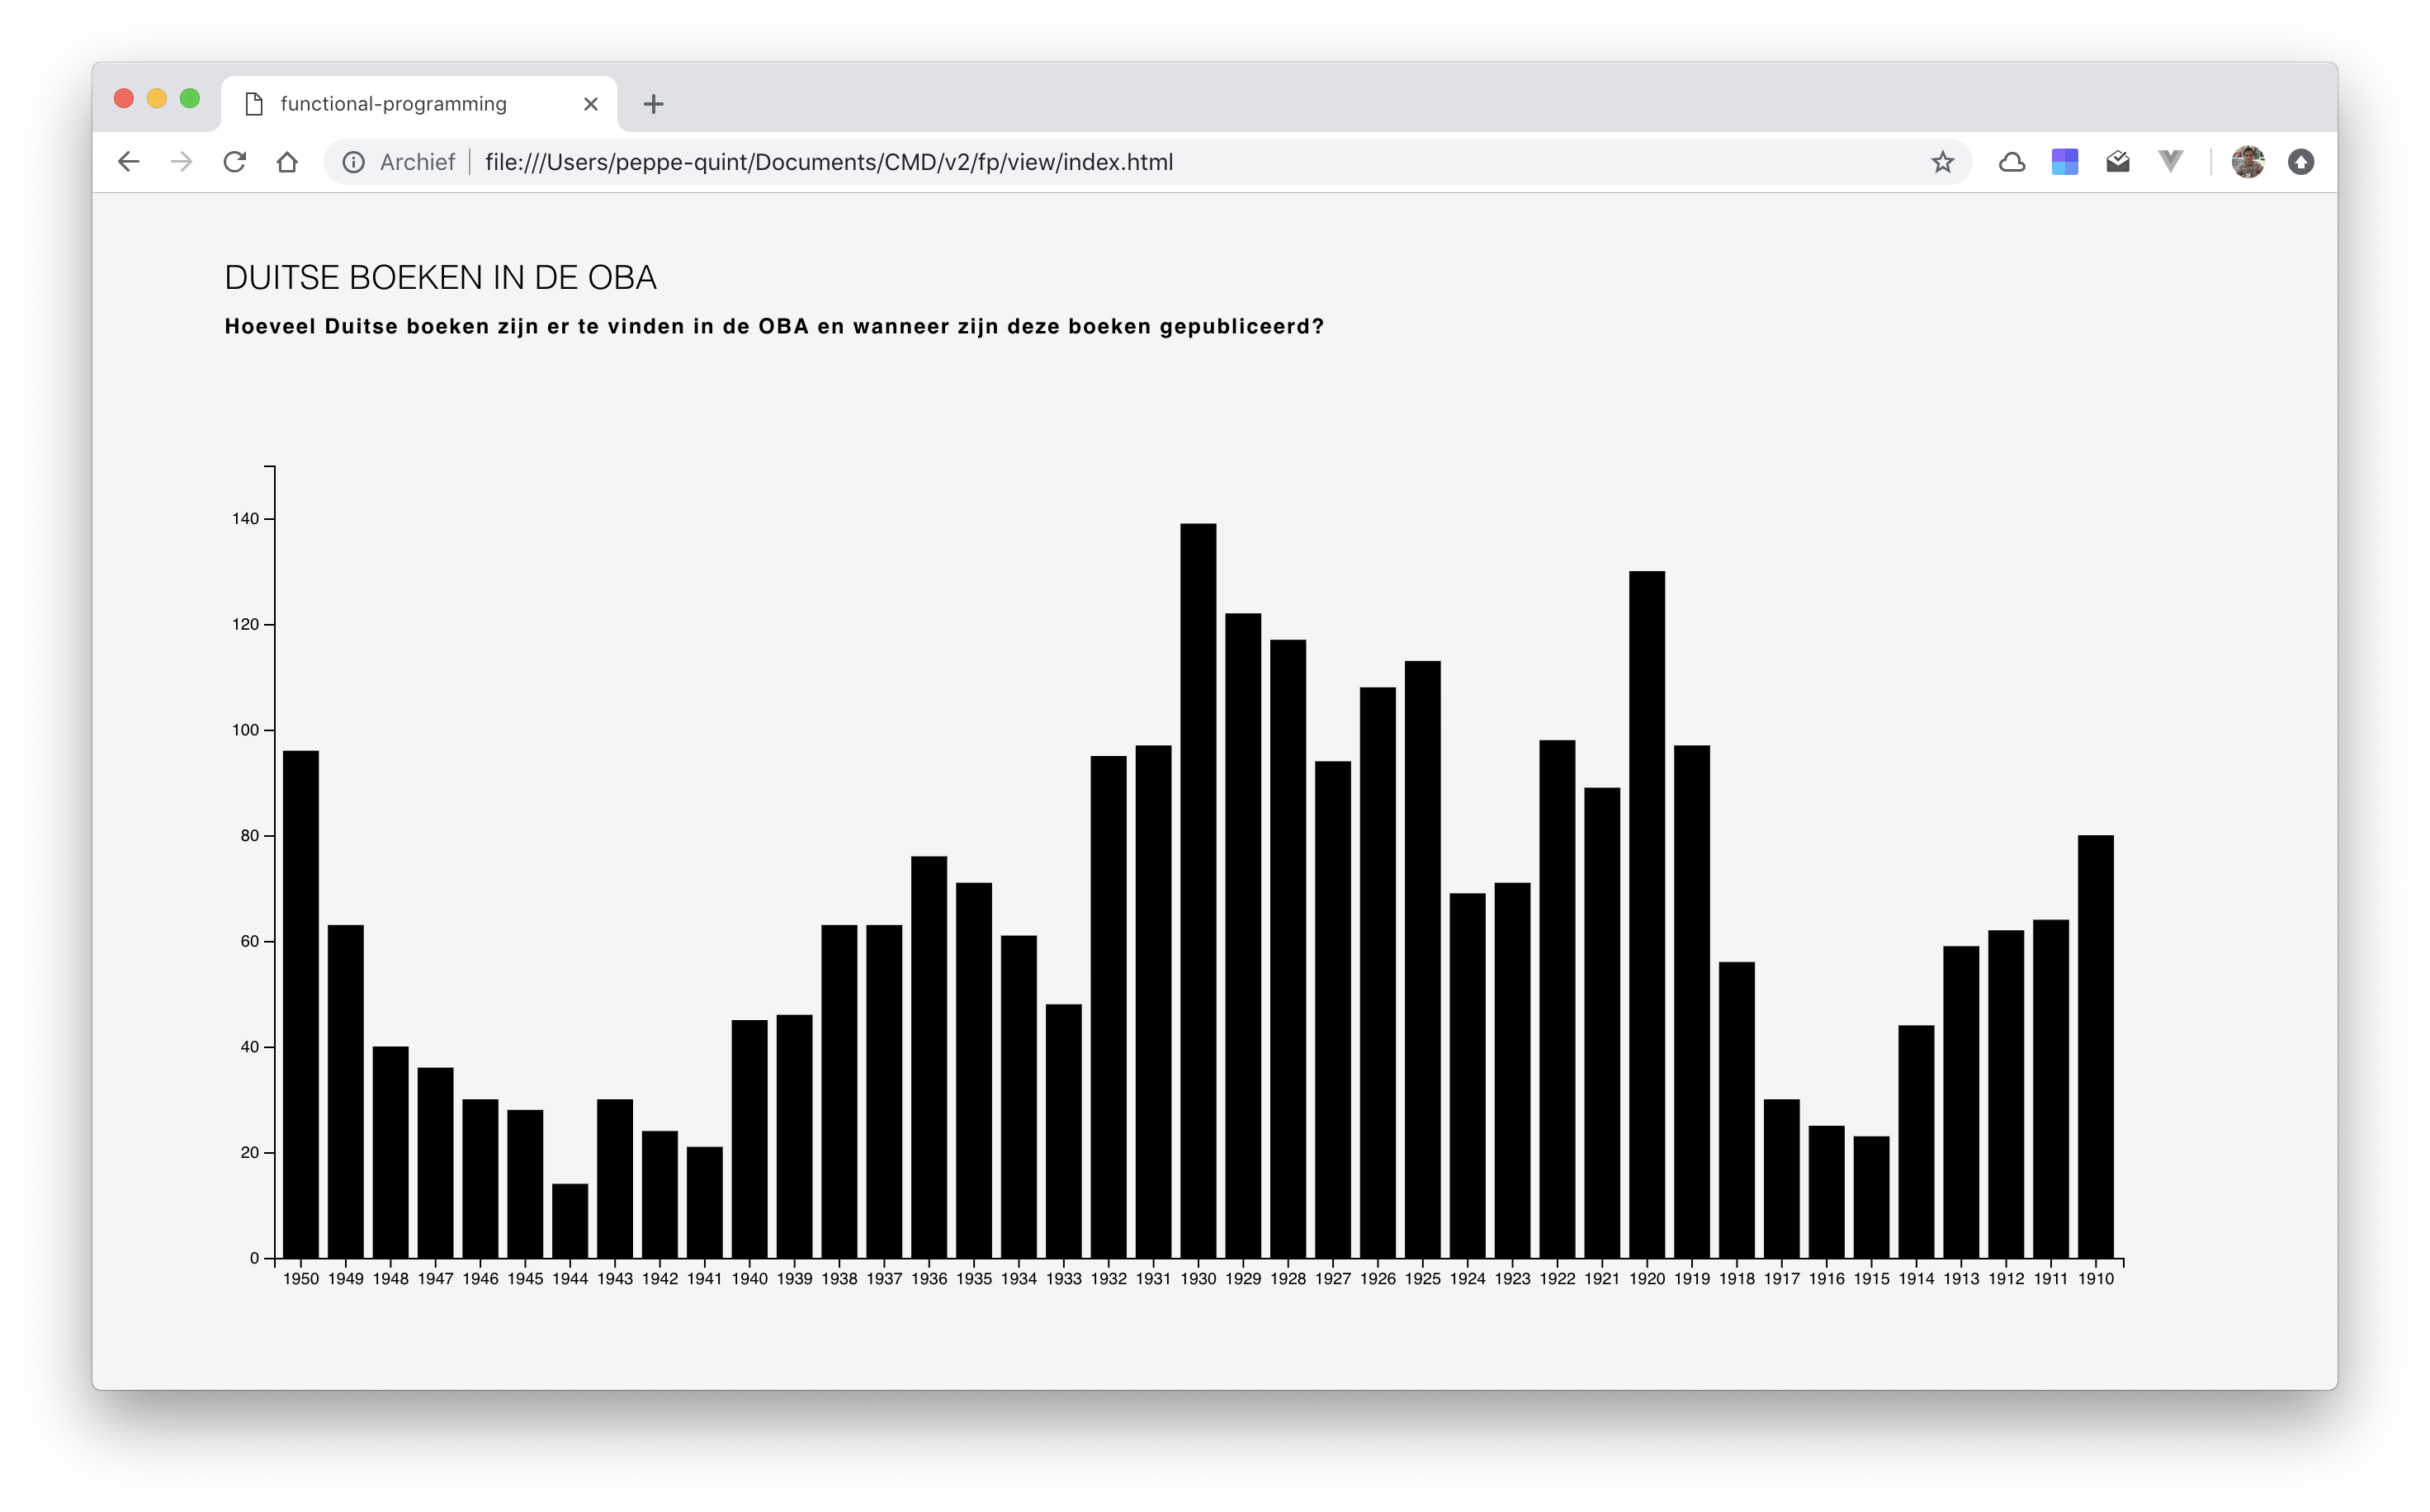 functional-programming
Archief file:///Users/peppe-quint/Documents/CMD/v2/fp/view/index.html
DUITSE BOEKEN IN DE OBA
Hoeveel Duitse boeken zijn er te vinden in de OBA en wanneer zijn deze boeken gepubliceerd?
140
120
100
80
60
40
20
0
1950 1949 1948 1947 1946 1945 1944 1943 1942 1941 1940 1939 1938 1937 1936 1935 1934 1933 1932 1931 1930 1929 1928 1927 1926 1925 1924 1923 1922 1921 1920 1919 1918 1917 1916 1915 1914 1913 1912 1911 1910